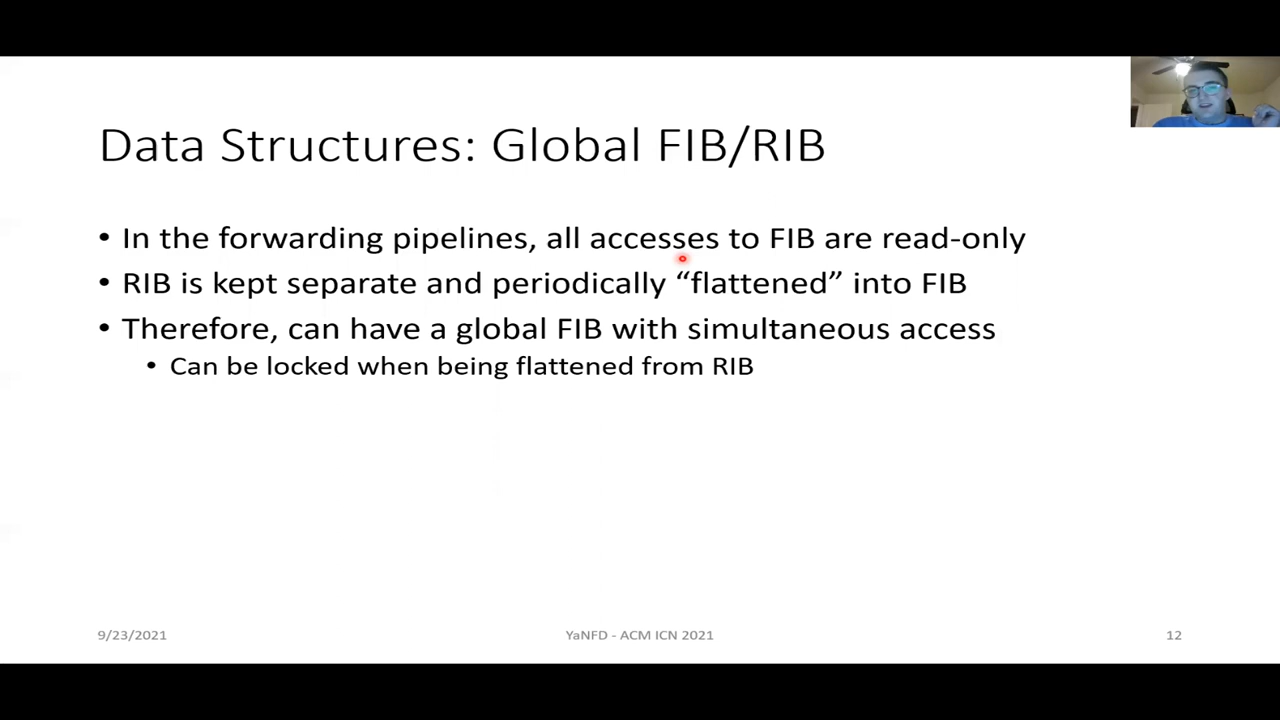 Data Structures: Global FIB/RIB
• In the forwarding pipelines, all accesses to FIB are read-only
• RIB is kept separate and periodically “flattened” into FIB
• Therefore, can have a global FIB with simultaneous access
• Can be locked when being flattened from RIB
9/23/2021
YaNFD - ACM ICN 2021
12